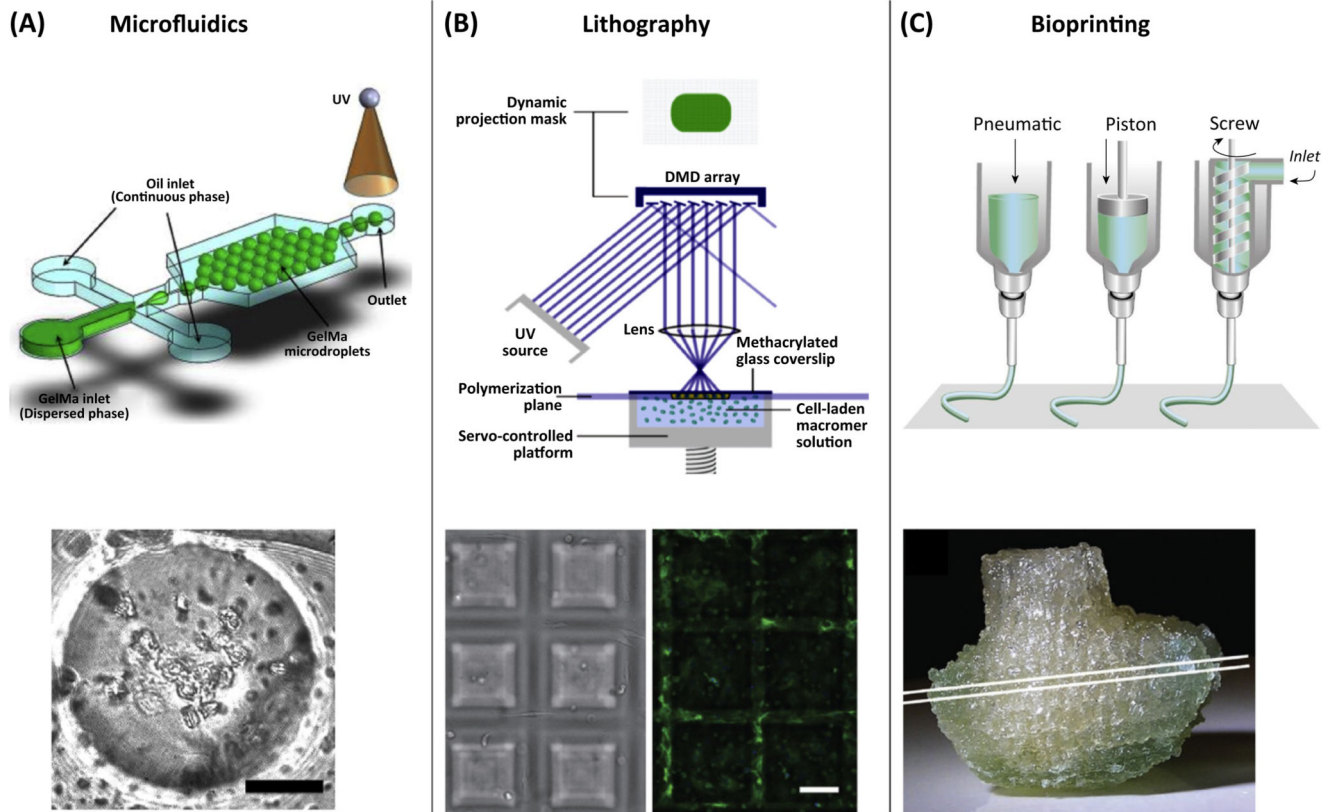 (A) Microfluidics
UV
Oil inlet
(Continuous phase)
Outlet
GelMa
microdroplets
GelMa inlet
(Dispersed phase)
(B) Lithography
Dynamic
projection mask
DMD array
UV
source
Lens
Methacrylated
glass coverslip
Polymerization
plane
Cell-laden
macromer
solution
Servo-controlled
platform
(C) Bioprinting
Pneumatic
Piston
Screw
Inlet